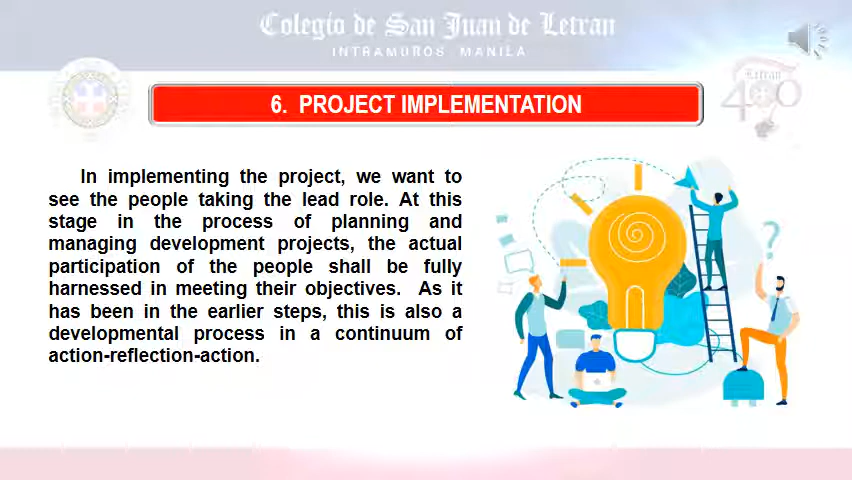 Colegio de San Juan de Letran
INTRAMUROS MANILA
Letran
400
6. PROJECT IMPLEMENTATION
In implementing the project, we want to
see the people taking the lead role. At this
stage in the process of planning and
managing development projects, the actual
participation of the people shall be fully
harnessed in meeting their objectives. As it
has been in the earlier steps, this is also a
developmental process in a continuum of
action-reflection-action.
?